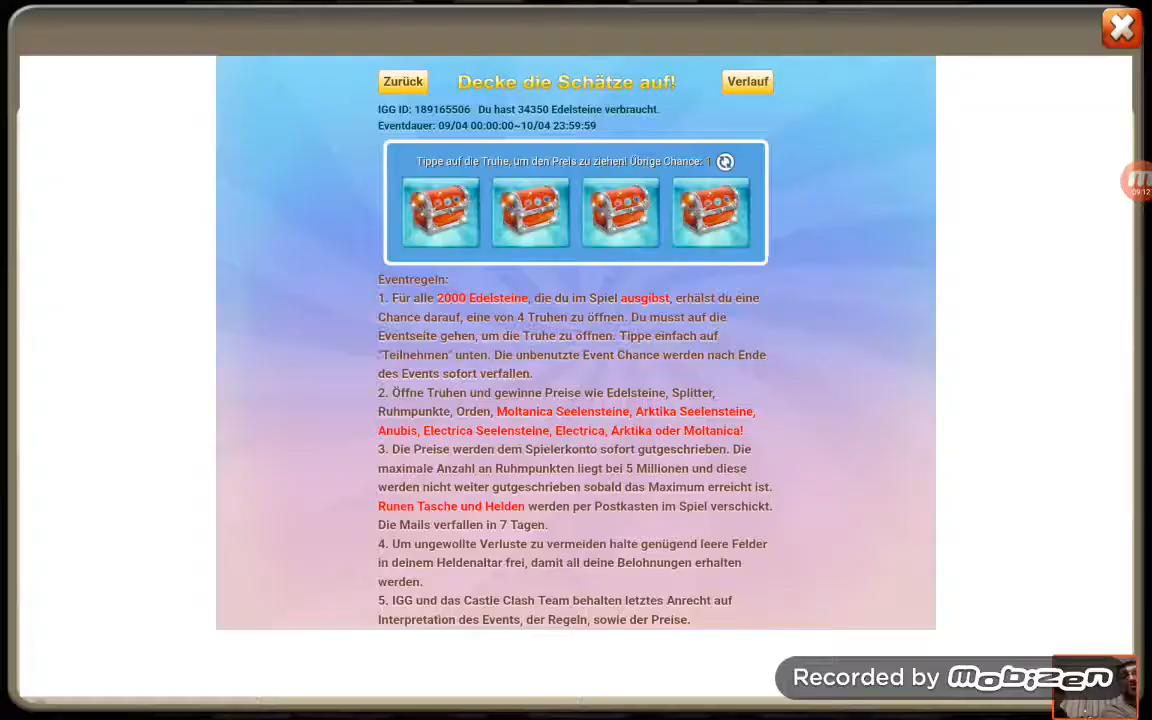 Zurück Decke die Schätze auf! Verlauf
IGG ID: 189165506 Du hast 34350 Edelsteine verbraucht.
Eventdauer: 09/04 00:00:00~10/04 23:59:59
Tippe auf die Truhe, um den Preis zu ziehen! Übrige Chance: 1
Eventregeln:
1. Für alle 2000 Edelsteine, die du im Spiel ausgibst, erhälst du eine
Chance darauf, eine von 4 Truhen zu öffnen. Du musst auf die
Eventseite gehen, um die Truhe zu öffnen. Tippe einfach auf
"Teilnehmen" unten. Die unbenutzte Event Chance werden nach Ende
des Events sofort verfallen.
2. Öffne Truhen und gewinne Preise wie Edelsteine, Splitter,
Ruhmpunkte, Orden, Moltanica Seelensteine, Arktika Seelensteine,
Anubis, Electrica Seelensteine, Electrica, Arktika oder Moltanica!
3. Die Preise werden dem Spielerkonto sofort gutgeschrieben. Die
maximale Anzahl an Ruhmpunkten liegt bei 5 Millionen und diese
werden nicht weiter gutgeschrieben sobald das Maximum erreicht ist.
Runen Tasche und Helden werden per Postkasten im Spiel verschickt.
Die Mails verfallen in 7 Tagen.
4. Um ungewollte Verluste zu vermeiden halte genügend leere Felder
in deinem Heldenaltar frei, damit all deine Belohnungen erhalten
werden.
5. IGG und das Castle Clash Team behalten letztes Anrecht auf
Interpretation des Events, der Regeln, sowie der Preise.
09:12
Recorded by Mobizen